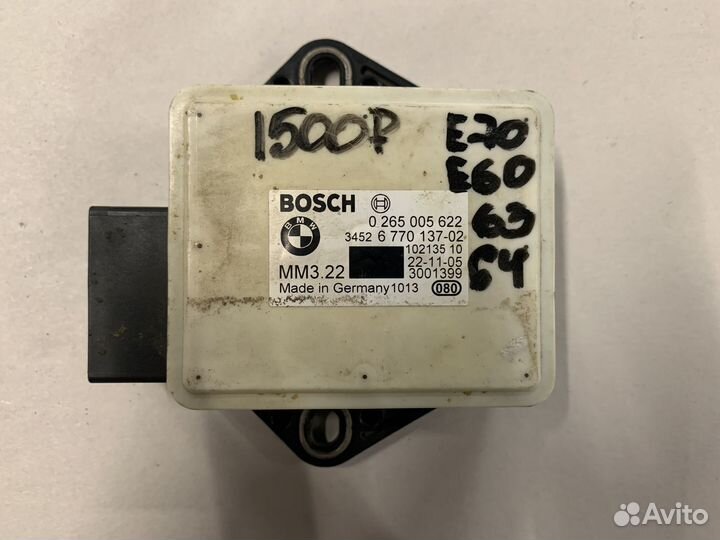 1500P
E70
E60
63
64
BOSCH
BMW
0 265 005 622
3452 6 770 137-02
102135 10
22-11-05
MM3.22
3001399
Made in Germany 1013
080
Avito